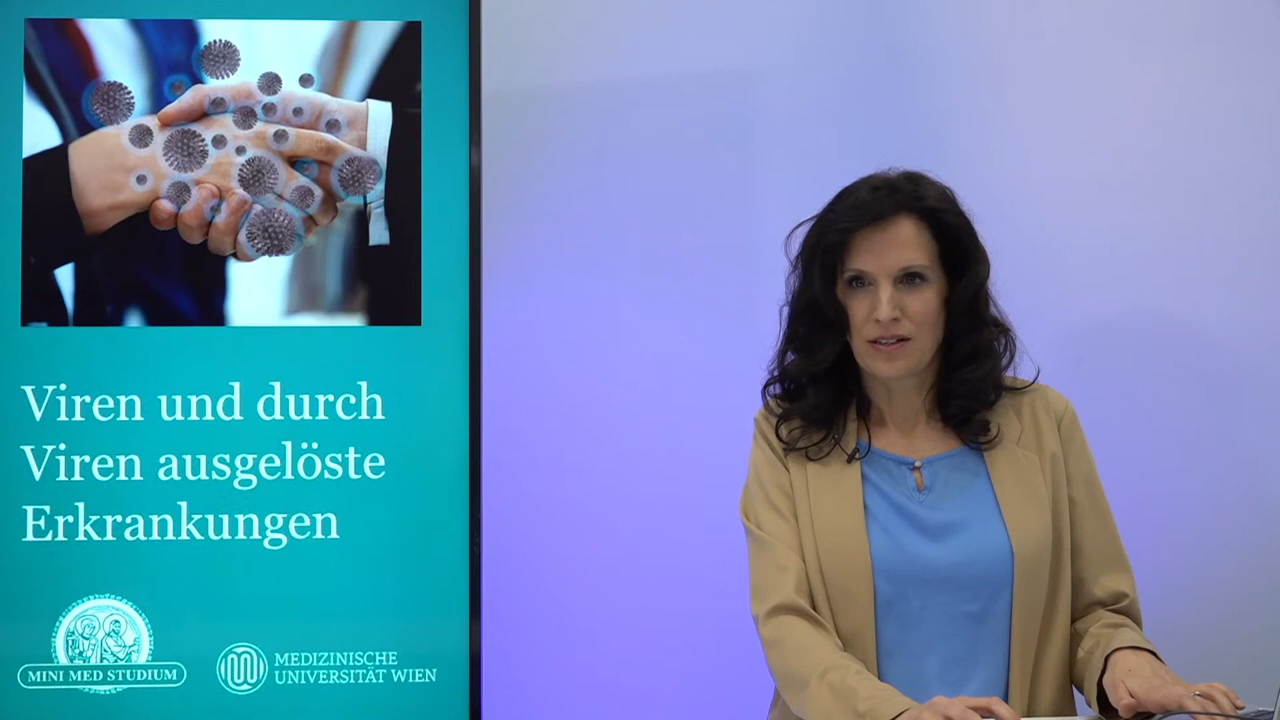 Viren und durch
Viren ausgelöste
Erkrankungen
MINI MED STUDIUM
MEDIZINISCHE
UNIVERSITÄT WIEN